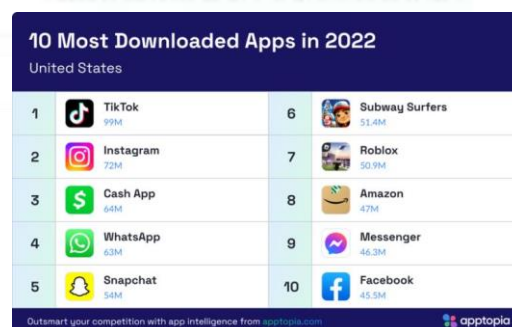 10 Most Downloaded Apps in 2022
United States
1
TikTok
99M
2
Instagram
72M
3
Cash App
64M
4
WhatsApp
63M
5
Snapchat
54M
6
Subway Surfers
51.4M
7
Roblox
50.9M
8
Amazon
47M
9
Messenger
46.3M
10
Facebook
45.5M
Outsmart your competition with app intelligence from apptopia.com
apptopia